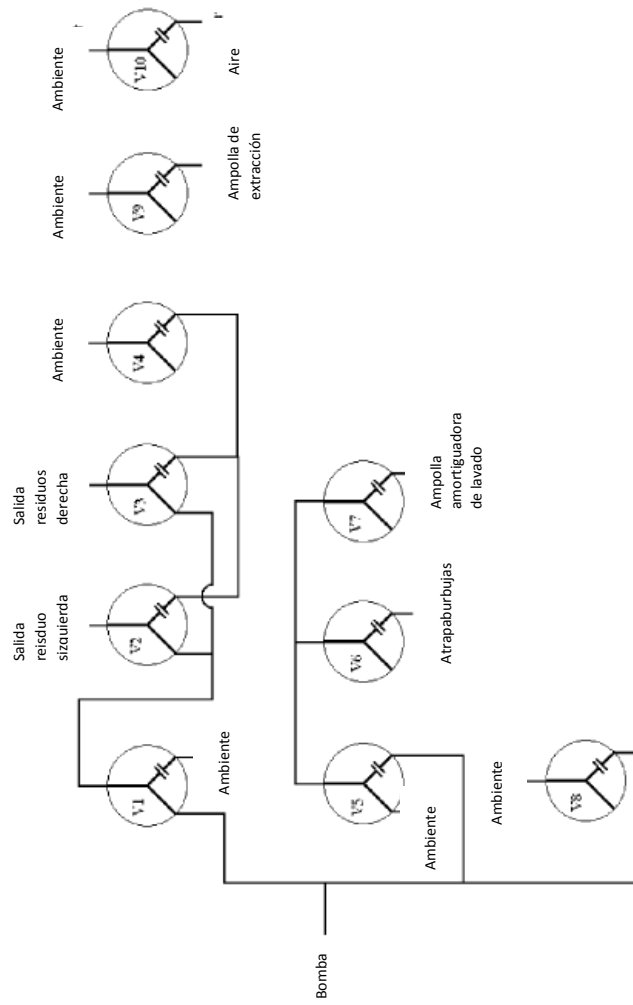 Ambiente
V10
Aire
Ambiente
V9
Ampolla de
extracción
Ambiente
V4
Salida
residuos
derecha
V3
Salida
reisduo
sizquierda
V2
V1
Ambiente
V7
Ampolla
amortiguadora
de lavado
V6
Atrapaburbujas
V5
Ambiente
Ambiente
V8
Bomba